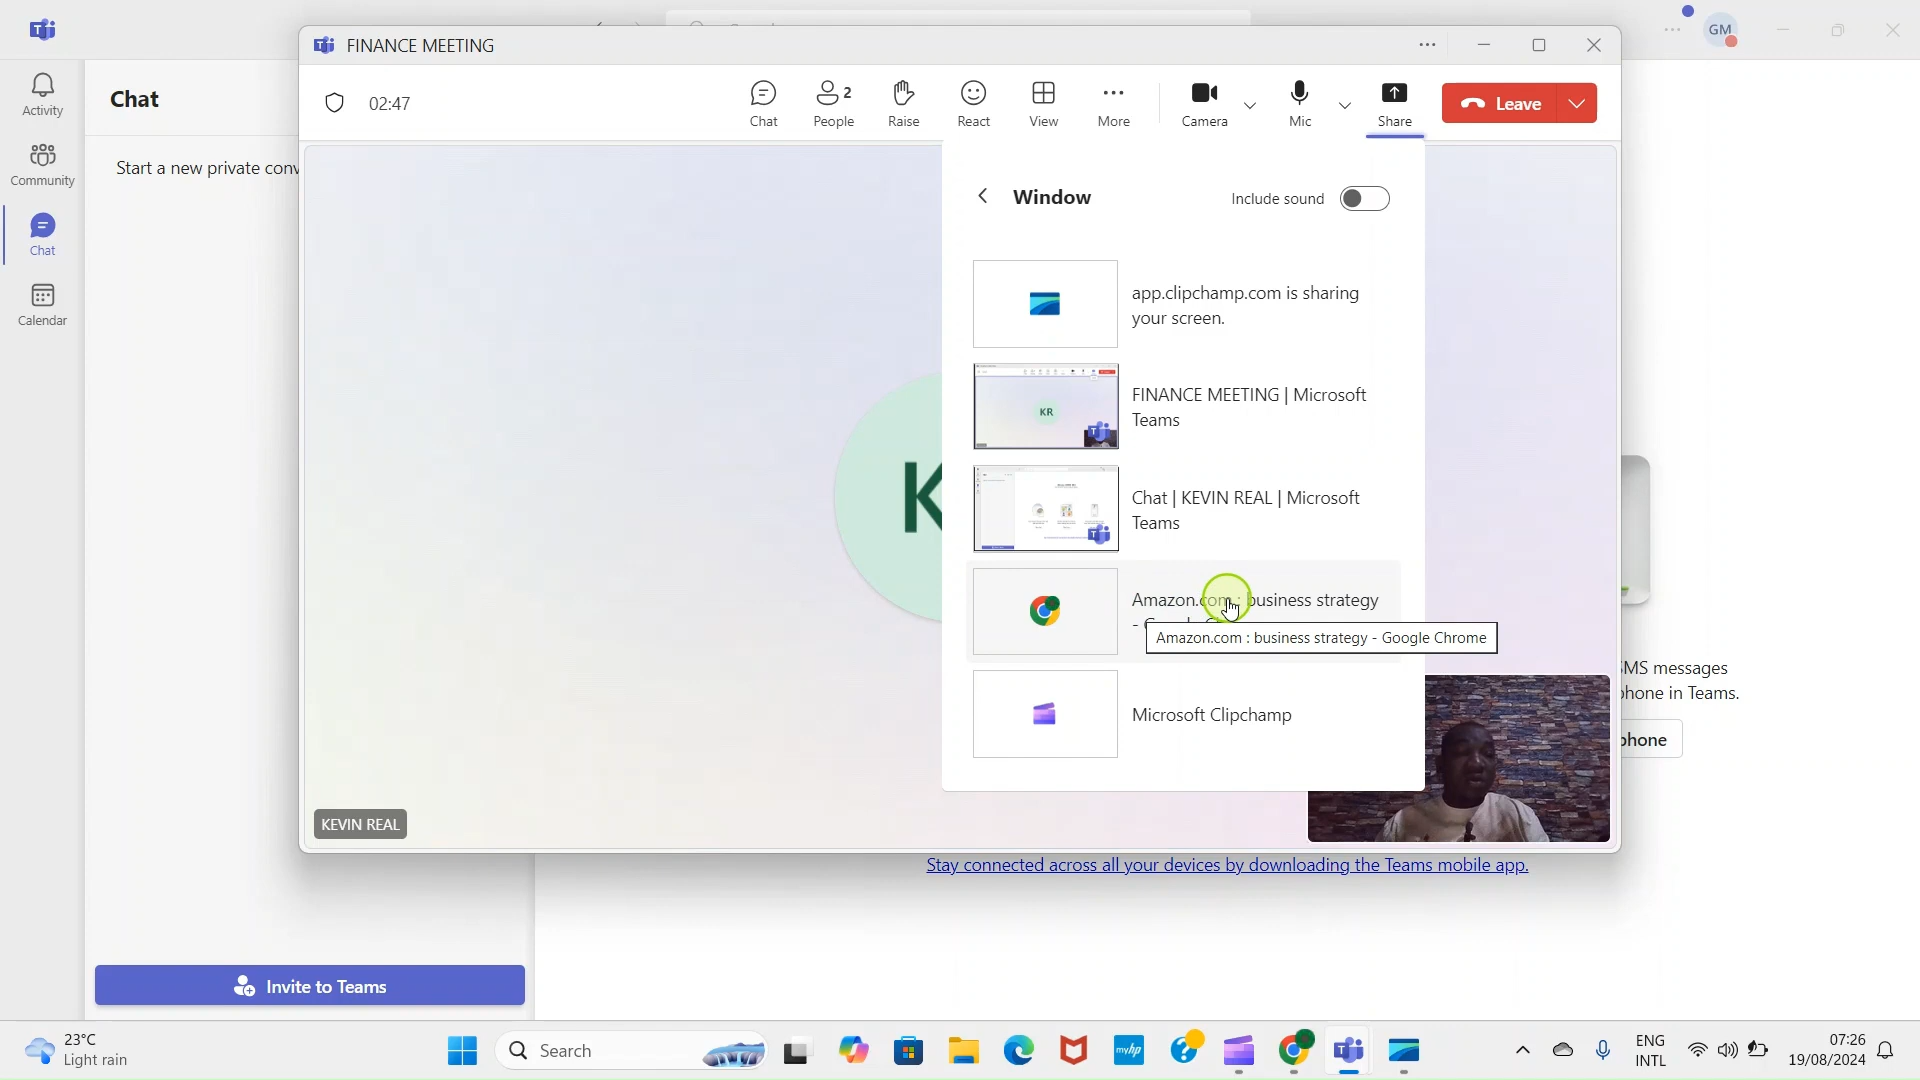 FINANCE MEETING
GM
Activity
Community
Chat
Calendar
Chat
Start a new private conv
02:47
Chat
People 2
Raise
React
View
More
Camera
Mic
Share
Leave
Window
Include sound
app.clipchamp.com is sharing
your screen.
FINANCE MEETING | Microsoft
Teams
KR
Chat | KEVIN REAL | Microsoft
Teams
Amazon.com : business strategy
Amazon.com : business strategy - Google Chrome
Microsoft Clipchamp
K
KEVIN REAL
SMS messages
phone in Teams.
phone
Stay connected across all your devices by downloading the Teams mobile app.
Invite to Teams
23°C
Light rain
Search
myhp
ENG
INTL
07:26
19/08/2024